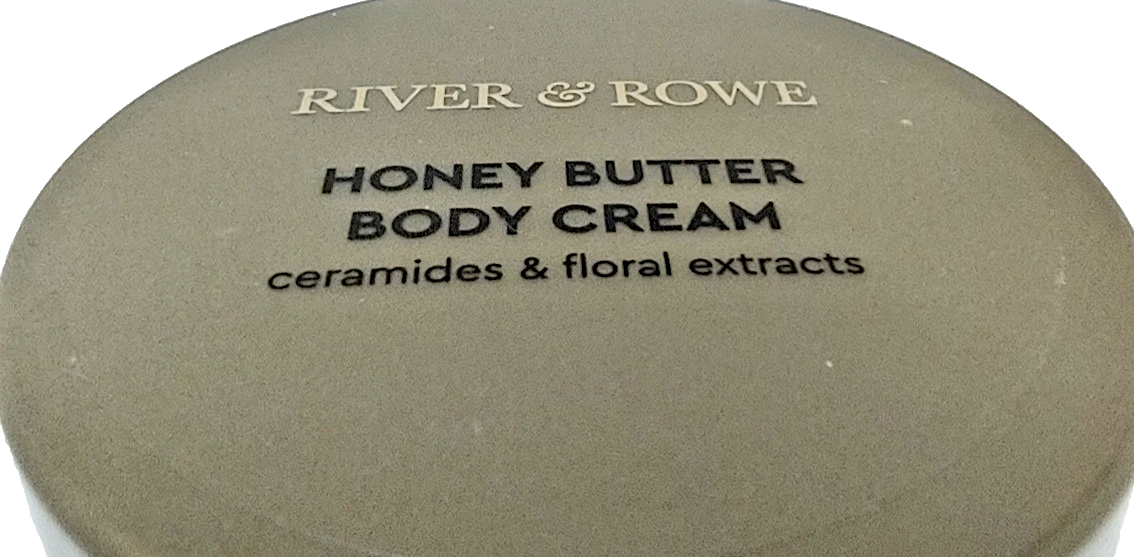 RIVER & ROWE
HONEY BUTTER
BODY CREAM
ceramides & floral extracts